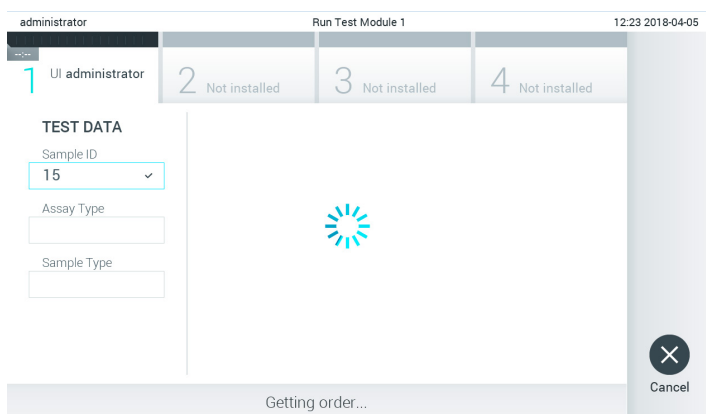 administrator Run Test Module 1 12:23 2018-04-05
--:--
1 UI administrator 2 Not installed 3 Not installed 4 Not installed
TEST DATA
Sample ID
15
Assay Type
Sample Type
Cancel
Getting order...